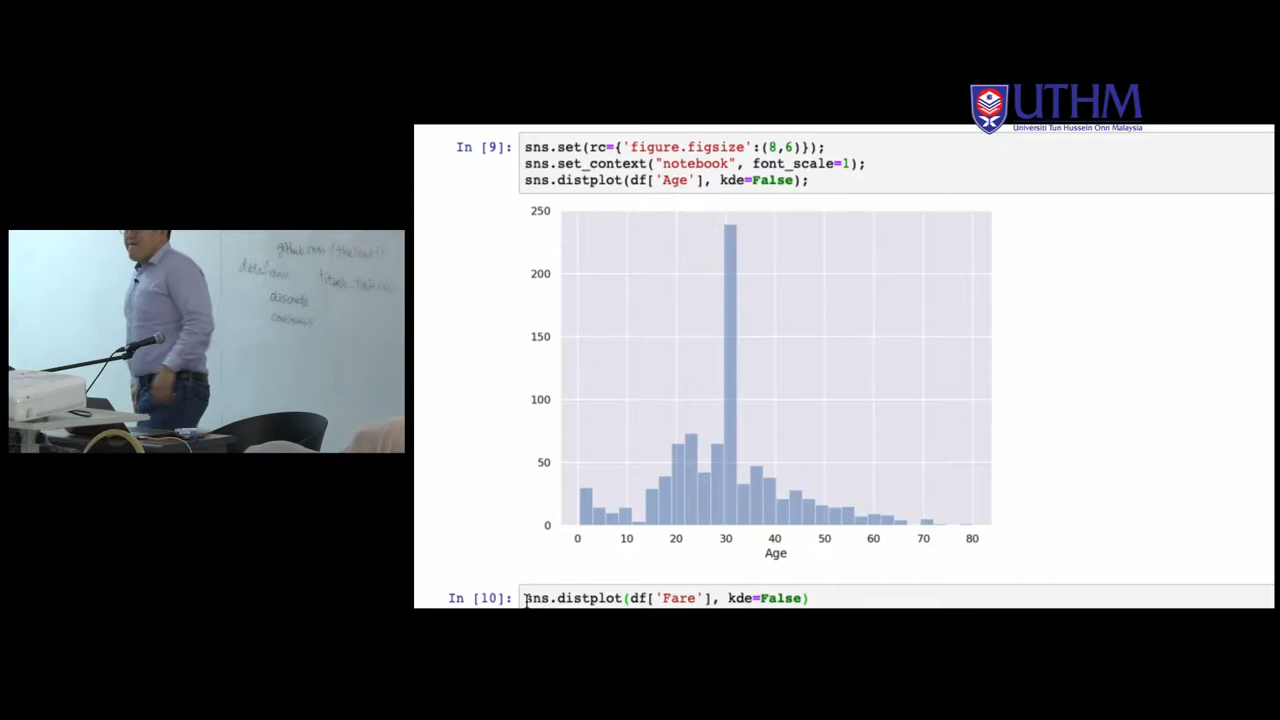 UTHM
Universiti Tun Hussein Onn Malaysia
In [9]: sns.set(rc={'figure.figsize':(8,6)});
sns.set_context("notebook", font_scale=1);
sns.distplot(df['Age'], kde=False);
250
200
150
100
50
0
0 10 20 30 40 50 60 70 80
Age
In [10]: sns.distplot(df['Fare'], kde=False)
github.com/
discrete